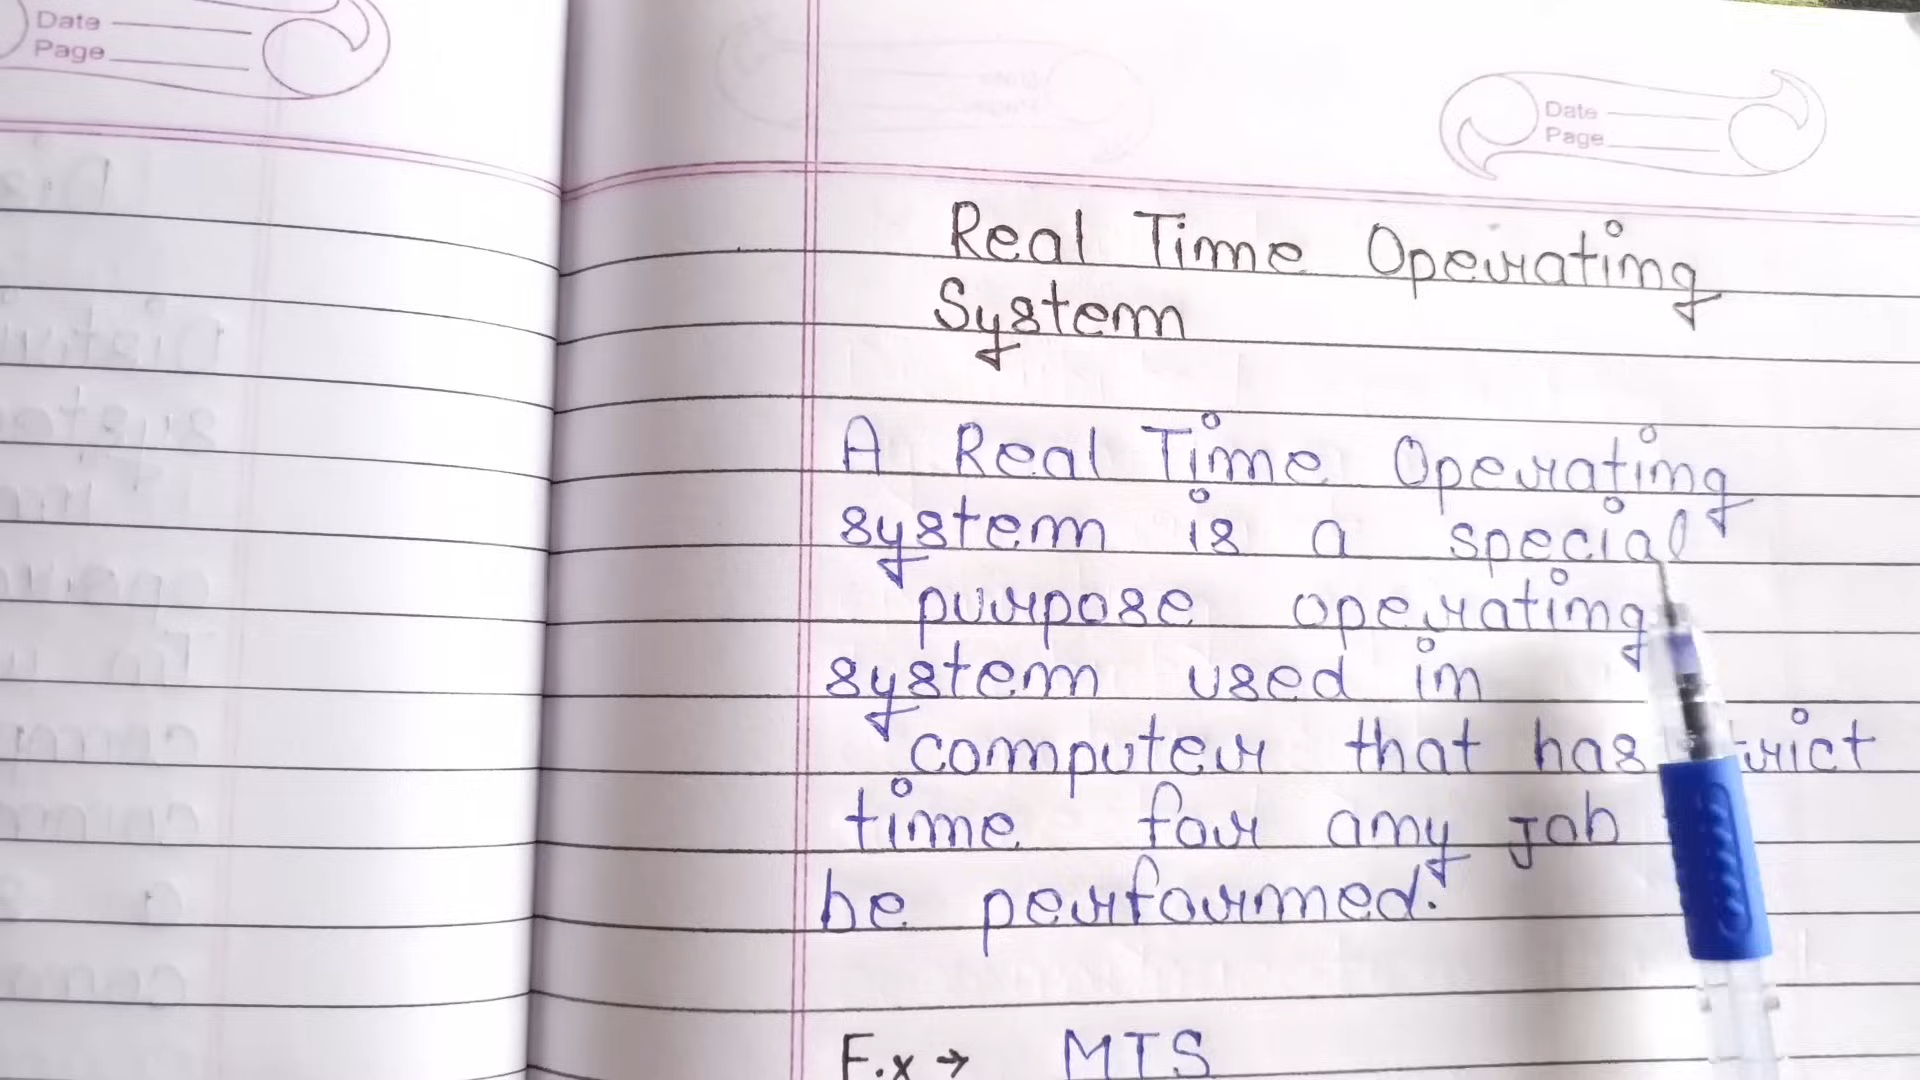 Date
Page
Date
Page
Real Time Operating
System
A Real Time Operating
system is a special
purpose operating
system used in
computer that has trict
time for any job
be performed.
E.x → MTS